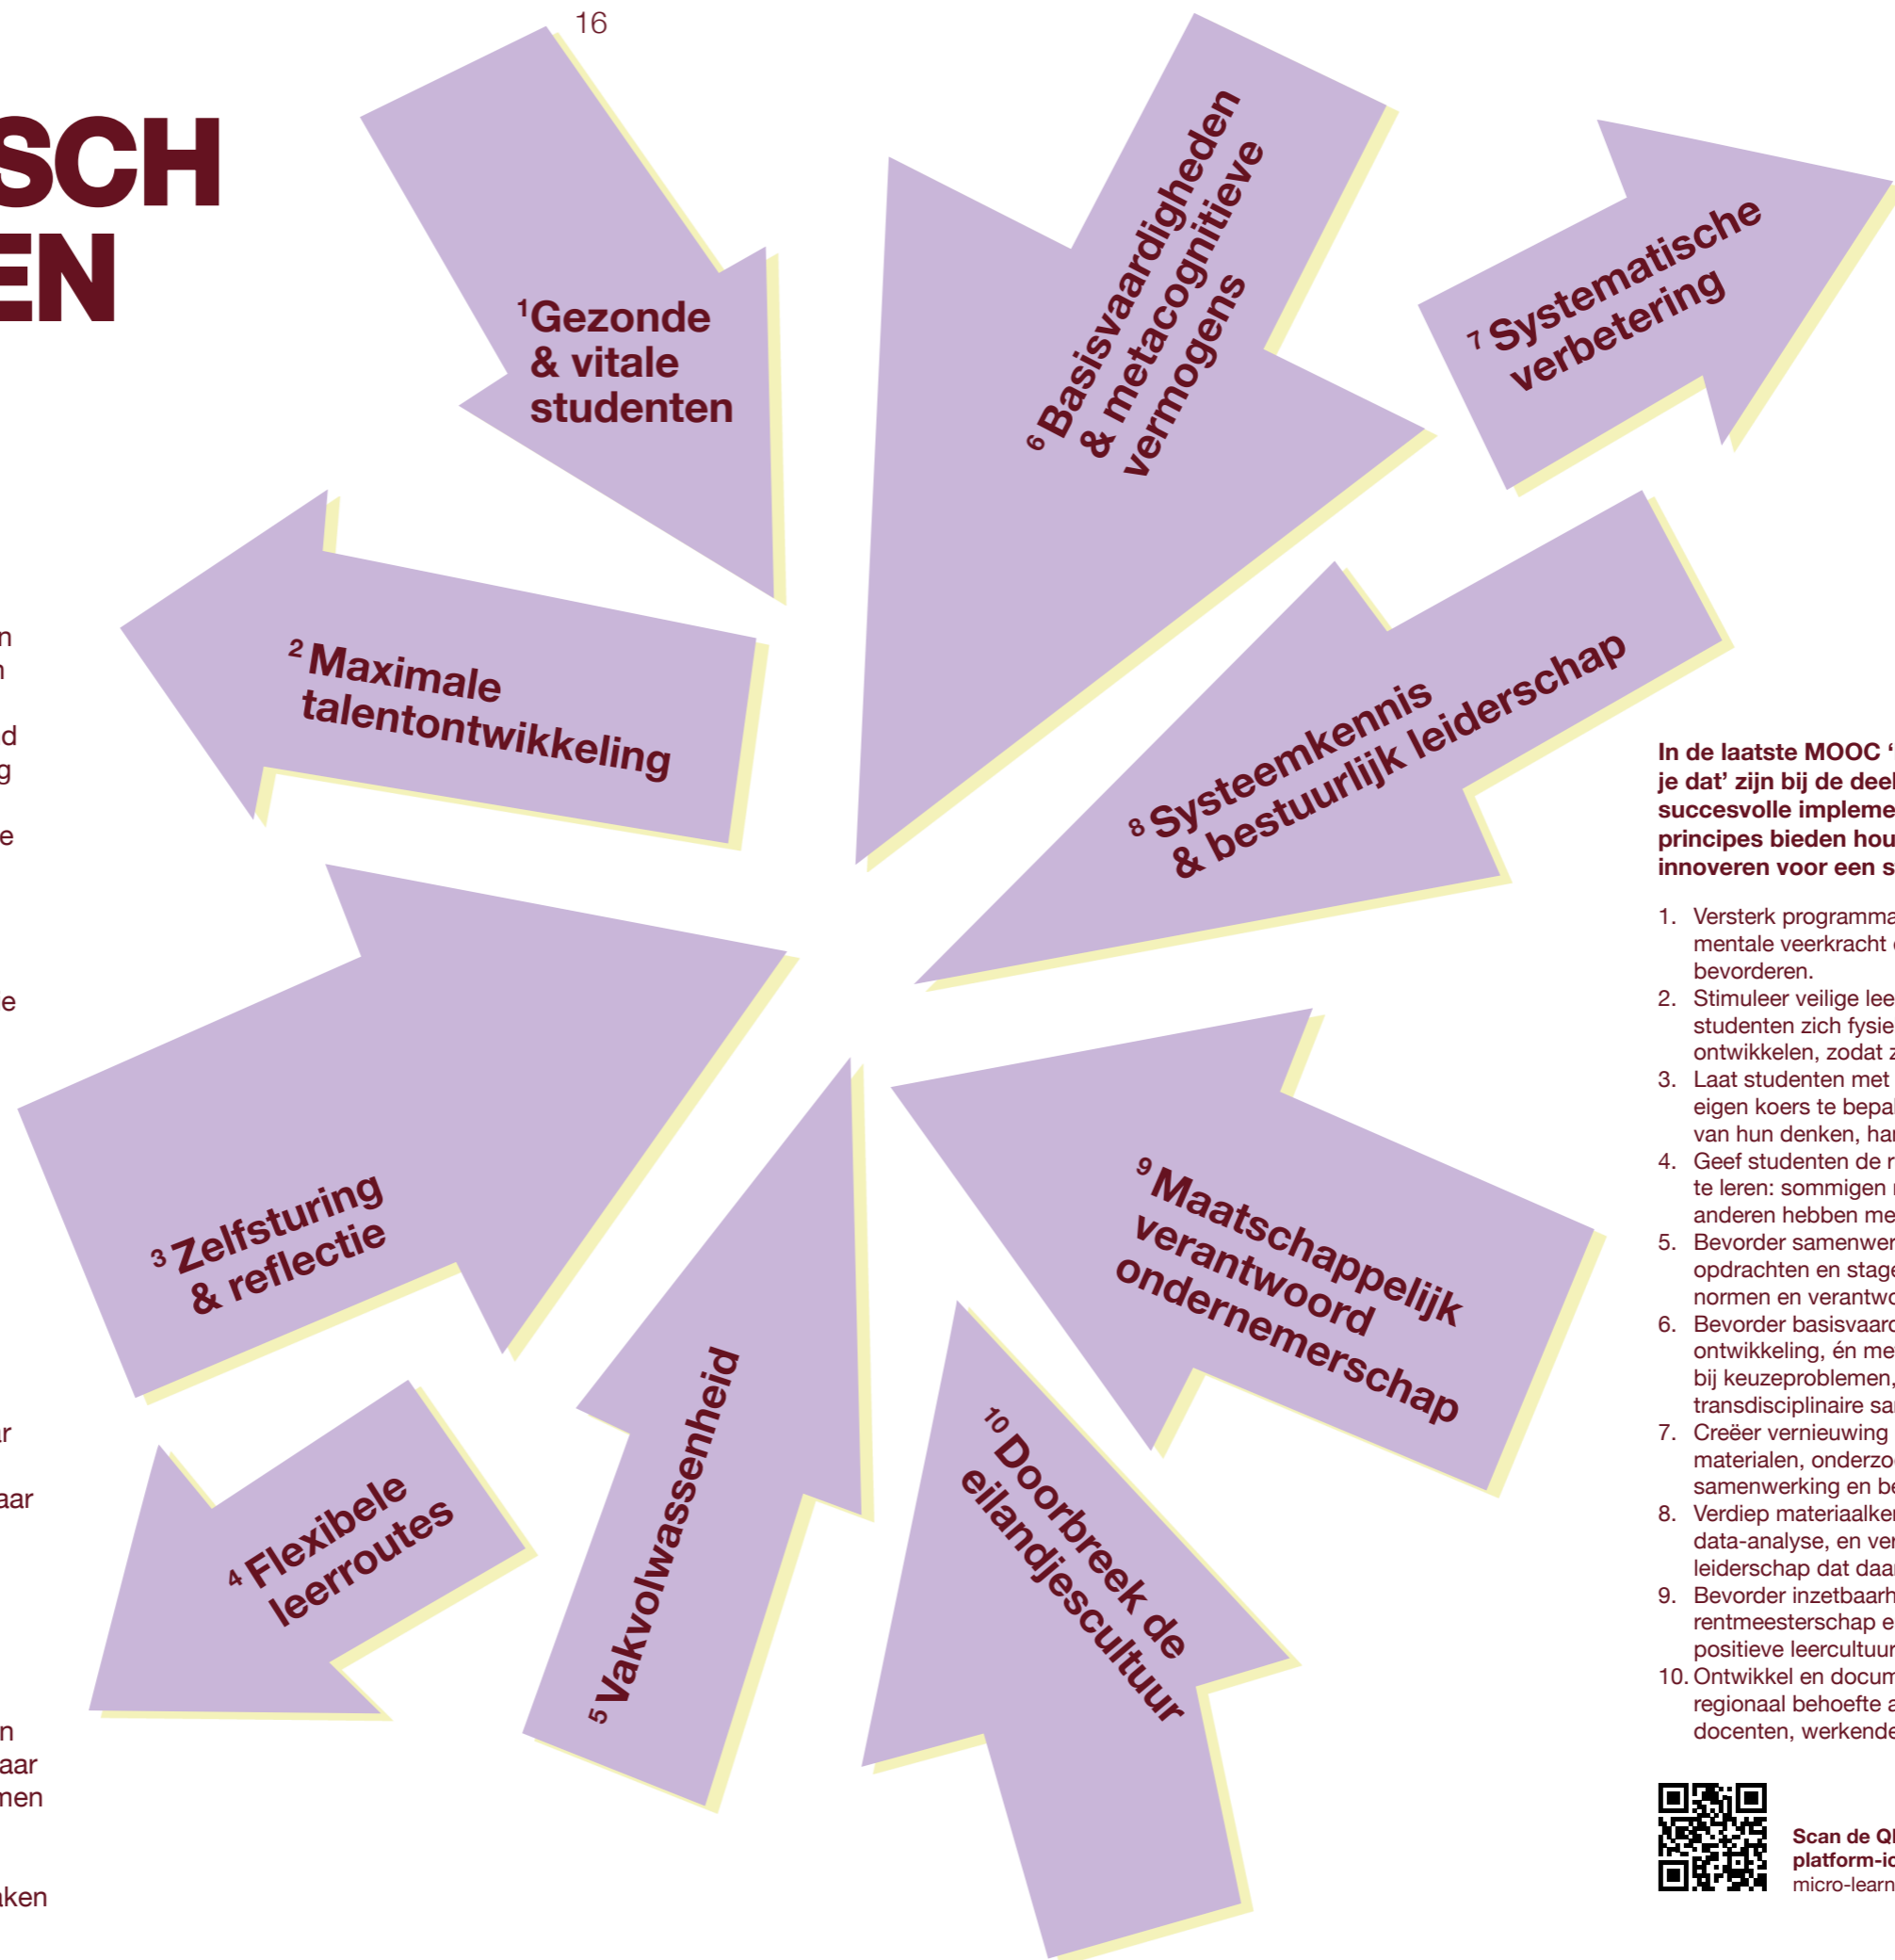 16
SCH
EN
1 Gezonde
& vitale
studenten
2 Maximale
talentontwikkeling
3 Zelfsturing
& reflectie
4 Flexibele
leerroutes
5 Vakvolwassenheid
6 Basisvaardigheden
& metacognitieve
vermogens
7 Systematische
verbetering
8 Systeemkennis
& bestuurlijk leiderschap
9 Maatschappelijk
verantwoord
ondernemerschap
10 Doorbreek de
eilandjescultuur
In de laatste MOOC ‘
je dat’ zijn bij de deel
succesvolle impleme
principes bieden hou
innoveren voor een s
1. Versterk programma
mentale veerkracht
bevorderen.
2. Stimuleer veilige lee
studenten zich fysie
ontwikkelen, zodat z
3. Laat studenten met
eigen koers te bepal
van hun denken, han
4. Geef studenten de r
te leren: sommigen
anderen hebben me
5. Bevorder samenwer
opdrachten en stage
normen en verantwo
6. Bevorder basisvaard
ontwikkeling, én me
bij keuzeproblemen,
transdisciplinaire sa
7. Creëer vernieuwing
materialen, onderzo
samenwerking en be
8. Verdiep materiaalken
data-analyse, en ver
leiderschap dat daar
9. Bevorder inzetbaarh
rentmeesterschap e
positieve leercultuur
10. Ontwikkel en docum
regionaal behoefte a
docenten, werkende
Scan de QR
platform-ic
micro-learn